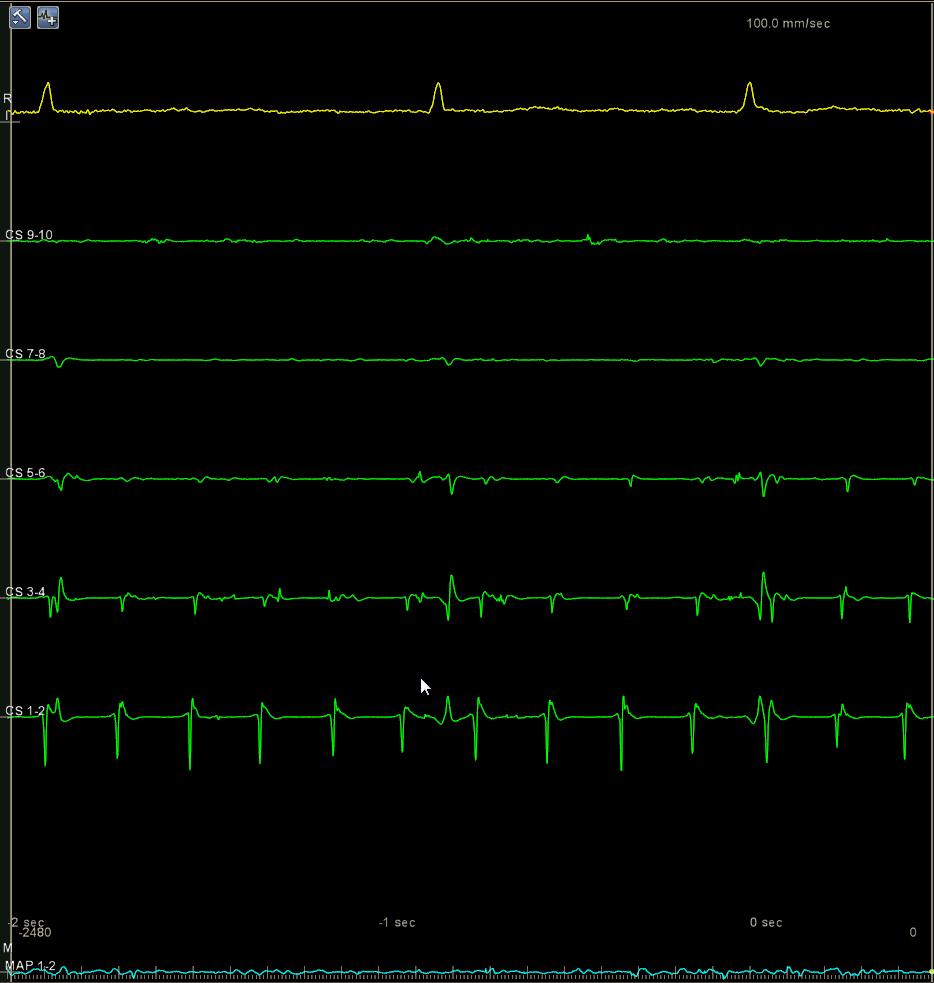 100.0 mm/sec
R
CS 9-10
CS 7-8
CS 5-6
CS 3-4
CS 1-2
-2 sec
-1 sec
0 sec
-2480
0
M
MAP 1-2